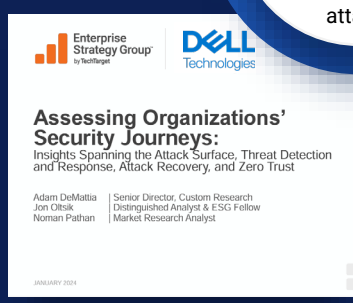 atta
Enterprise
Strategy Group
by TechTarget
DELL
Technologies
Assessing Organizations'
Security Journeys:
Insights Spanning the Attack Surface, Threat Detection
and Response, Attack Recovery, and Zero Trust
Adam DeMattia | Senior Director, Custom Research
Jon Oltsik | Distinguished Analyst & ESG Fellow
Noman Pathan | Market Research Analyst
JANUARY 2024